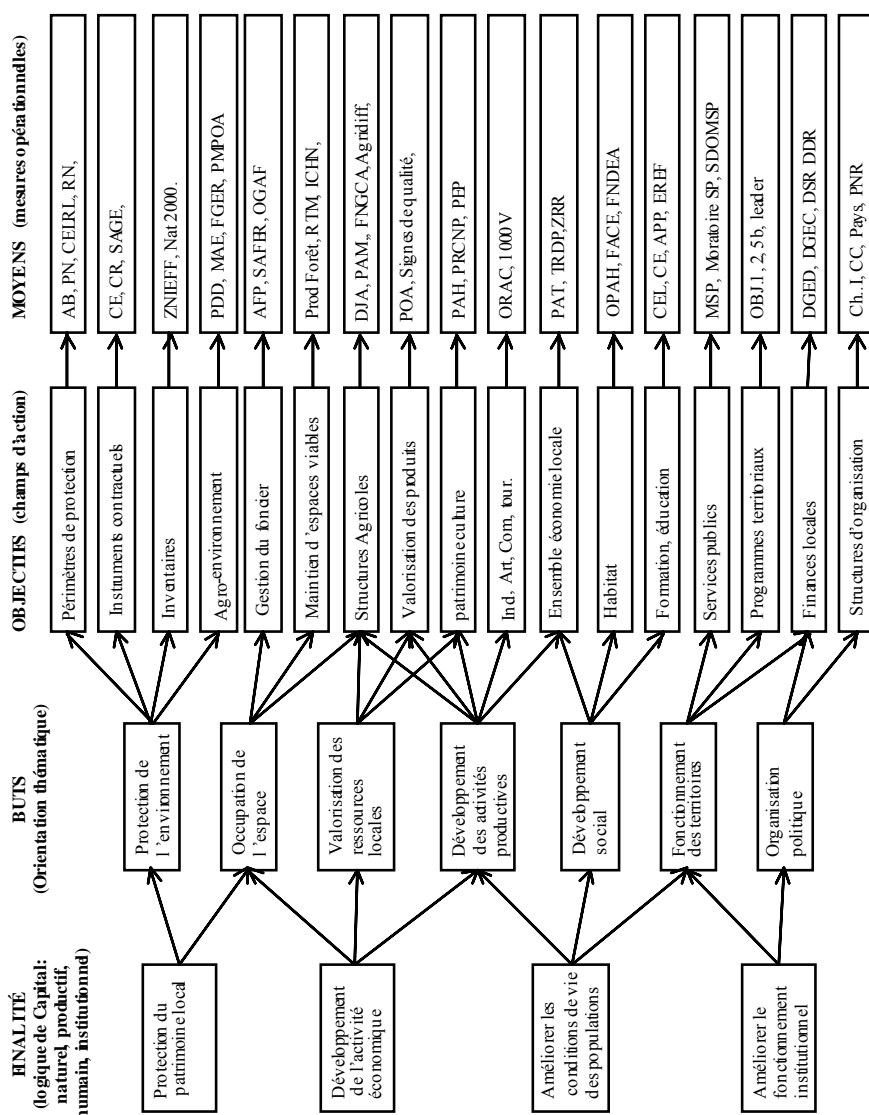 FINALITÉ
(logique de Capital:
naturel, productif,
humain, institutionnel)
Protection du
patrimoine local
Développement
de l'activité
économique
Améliorer les
conditions de vie
des populations
Améliorer le
fonctionnement
institutionnel
BUTS
(Orientation thématique)
Protection de
l'environnement
Occupation de
l'espace
Valorisation des
ressources
locales
Développement
des activités
productives
Développement
social
Fonctionnement
des territoires
Organisation
politique
OBJECTIFS (champs d'action)
Périmètres de protection
Instruments contractuels
Inventaires
Agro-environnement
Gestion du foncier
Maintien d'espaces viables
Structures Agricoles
Valorisation des produits
patrimoine culture
Ind, Art, Com, tour.
Ensemble économie locale
Habitat
Formation, éducation
Services publics
Programmes territoriaux
Finances locales
Structures d'organisation
MOYENS (mesures opérationnelles)
AB, PN, CEIRL, RN,
CE, CR, SAGE,
ZNIEFF, Nat 2000.
PDD, MAE, FGER, PMPOA
AFP, SAFER, OGAF
Prod Forêt, RTM, ICHN,
DJA, PAM,, FNGCA,Agridiff,
POA, Signes de qualité,
PAH, PRCNP, PEP
ORAC, 1000 V
PAT, TRDP,ZRR
OPAH, FACE, FNDEA
CEL, CE, APP, EREF
MSP, Moratoire SP, SDOMSP
OBJ.1, 2, 5b, leader
DGED, DGEC, DSR DDR
Ch. I, CC, Pays, PNR